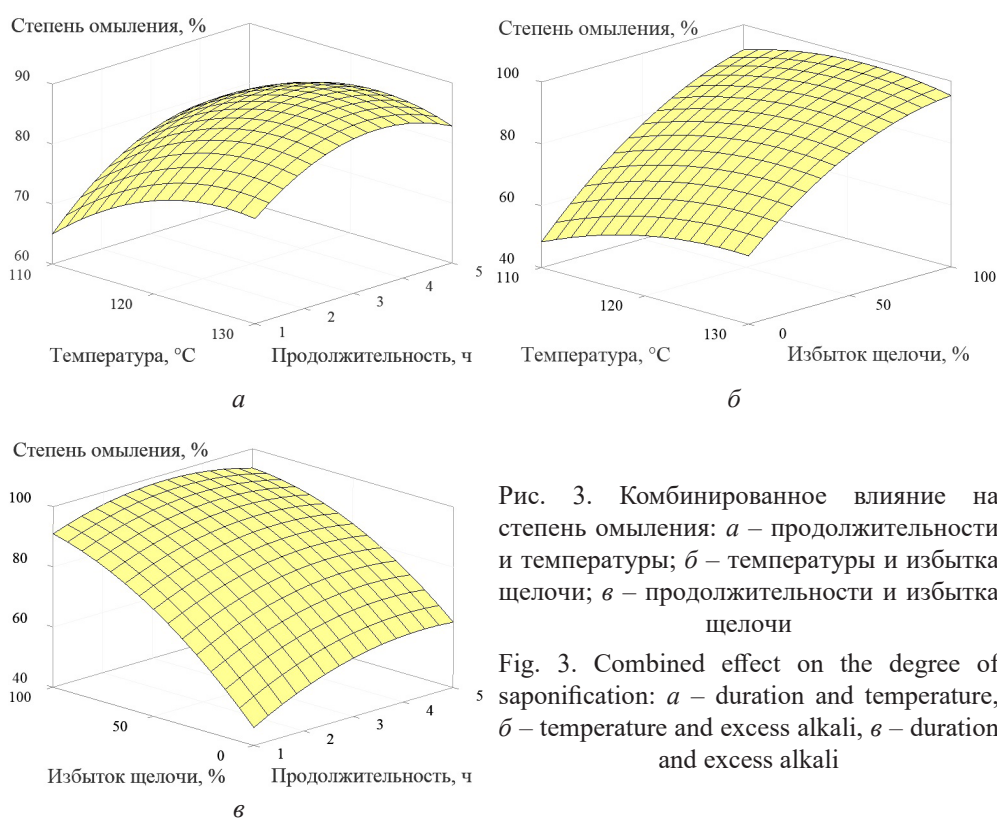 Степень омыления, %
90
80
70
60
110
120
130
1
2
3
4
5
Температура, °С
Продолжительность, ч
а
Степень омыления, %
100
80
60
40
110
120
130
0
50
100
Температура, °С
Избыток щелочи, %
б
Степень омыления, %
100
80
60
40
100
50
0
1
2
3
4
5
Избыток щелочи, %
Продолжительность, ч
в
Рис. 3. Комбинированное влияние на
степень омыления: а – продолжительности
и температуры; б – температуры и избытка
щелочи; в – продолжительности и избытка
щелочи
Fig. 3. Combined effect on the degree of
saponification: а – duration and temperature,
б – temperature and excess alkali, в – duration
and excess alkali